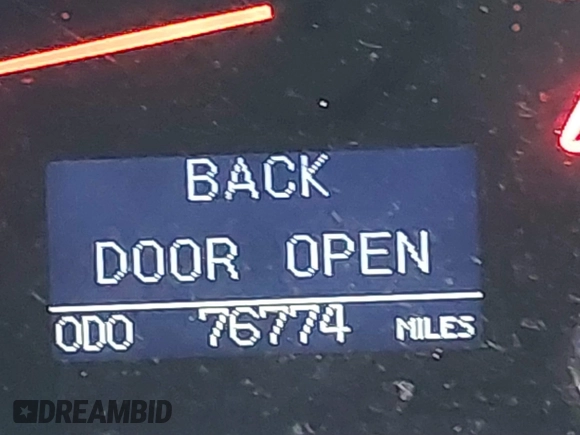 BACK
DOOR OPEN
ODO 76774 MILES
DREAMBID